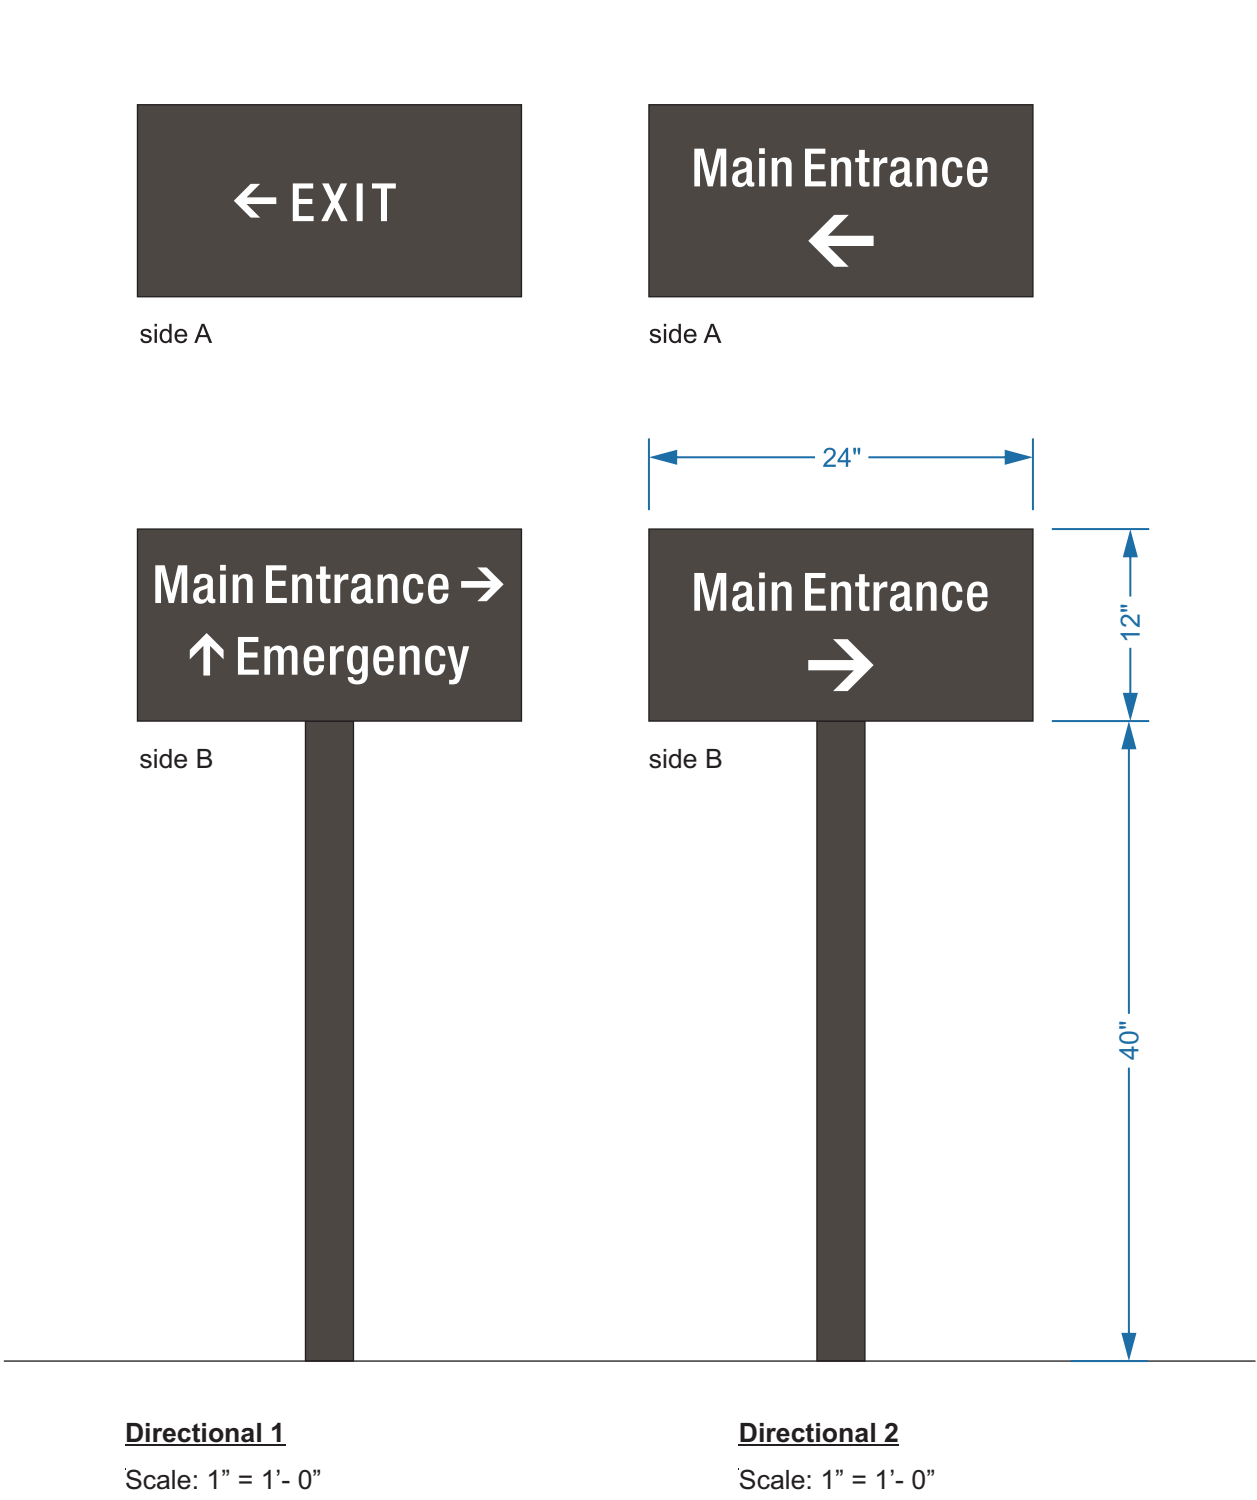 ← EXIT
side A
Main Entrance
←
side A
24"
Main Entrance →
↑ Emergency
side B
Main Entrance
→
side B
12"
40"
Directional 1
Scale: 1” = 1’- 0”
Directional 2
Scale: 1” = 1’- 0”